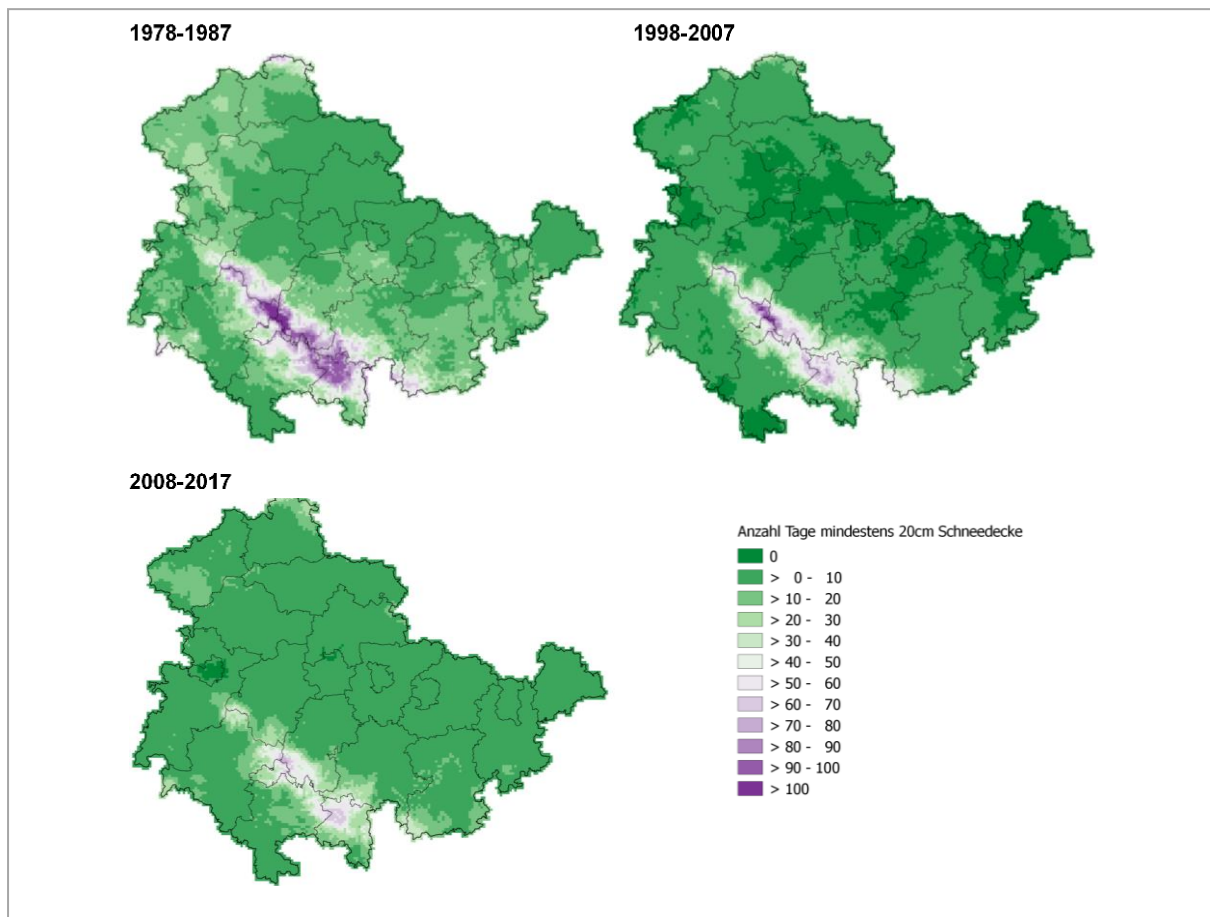 1978-1987
1998-2007
2008-2017
Anzahl Tage mindestens 20cm Schneedecke
0
> 0 - 10
> 10 - 20
> 20 - 30
> 30 - 40
> 40 - 50
> 50 - 60
> 60 - 70
> 70 - 80
> 80 - 90
> 90 - 100
> 100